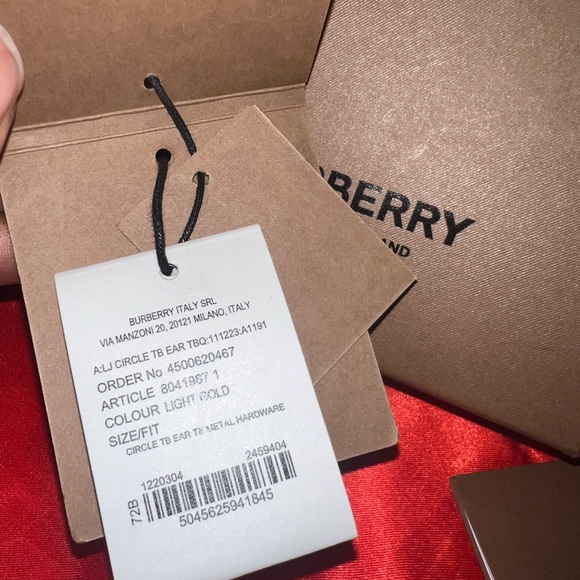 BERRY
AND
BURBERRY ITALY SRL
VIA MANZONI 20, 20121 MILANO, ITALY
A:LJ CIRCLE TB EAR TBQ:111223:A1191
ORDER No 4500620467
ARTICLE 8041987 1
COLOUR LIGHT GOLD
SIZE/FIT
CIRCLE TB EAR TB METAL HARDWARE
1220304 2459404
72B
5045625941845